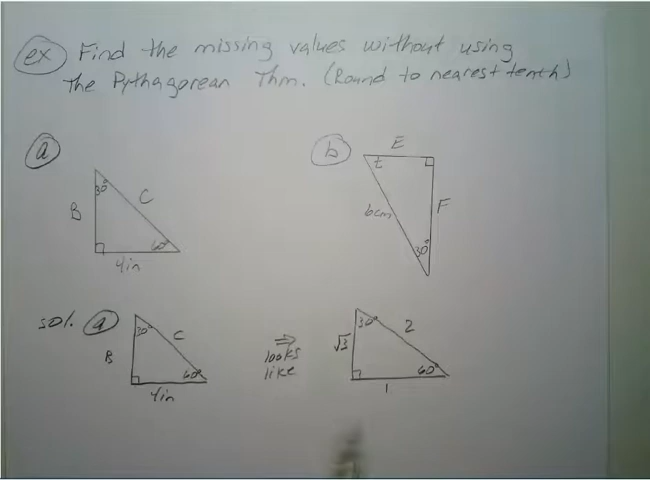 ex Find the missing values without using
the Pythagorean Thm. (Round to nearest tenth)
a
30°
B
C
60°
4in
b
E
t
6cm
F
30°
sol. a
30°
B
C
60°
4in
⇒
looks
like
30°
√3
2
60°
1